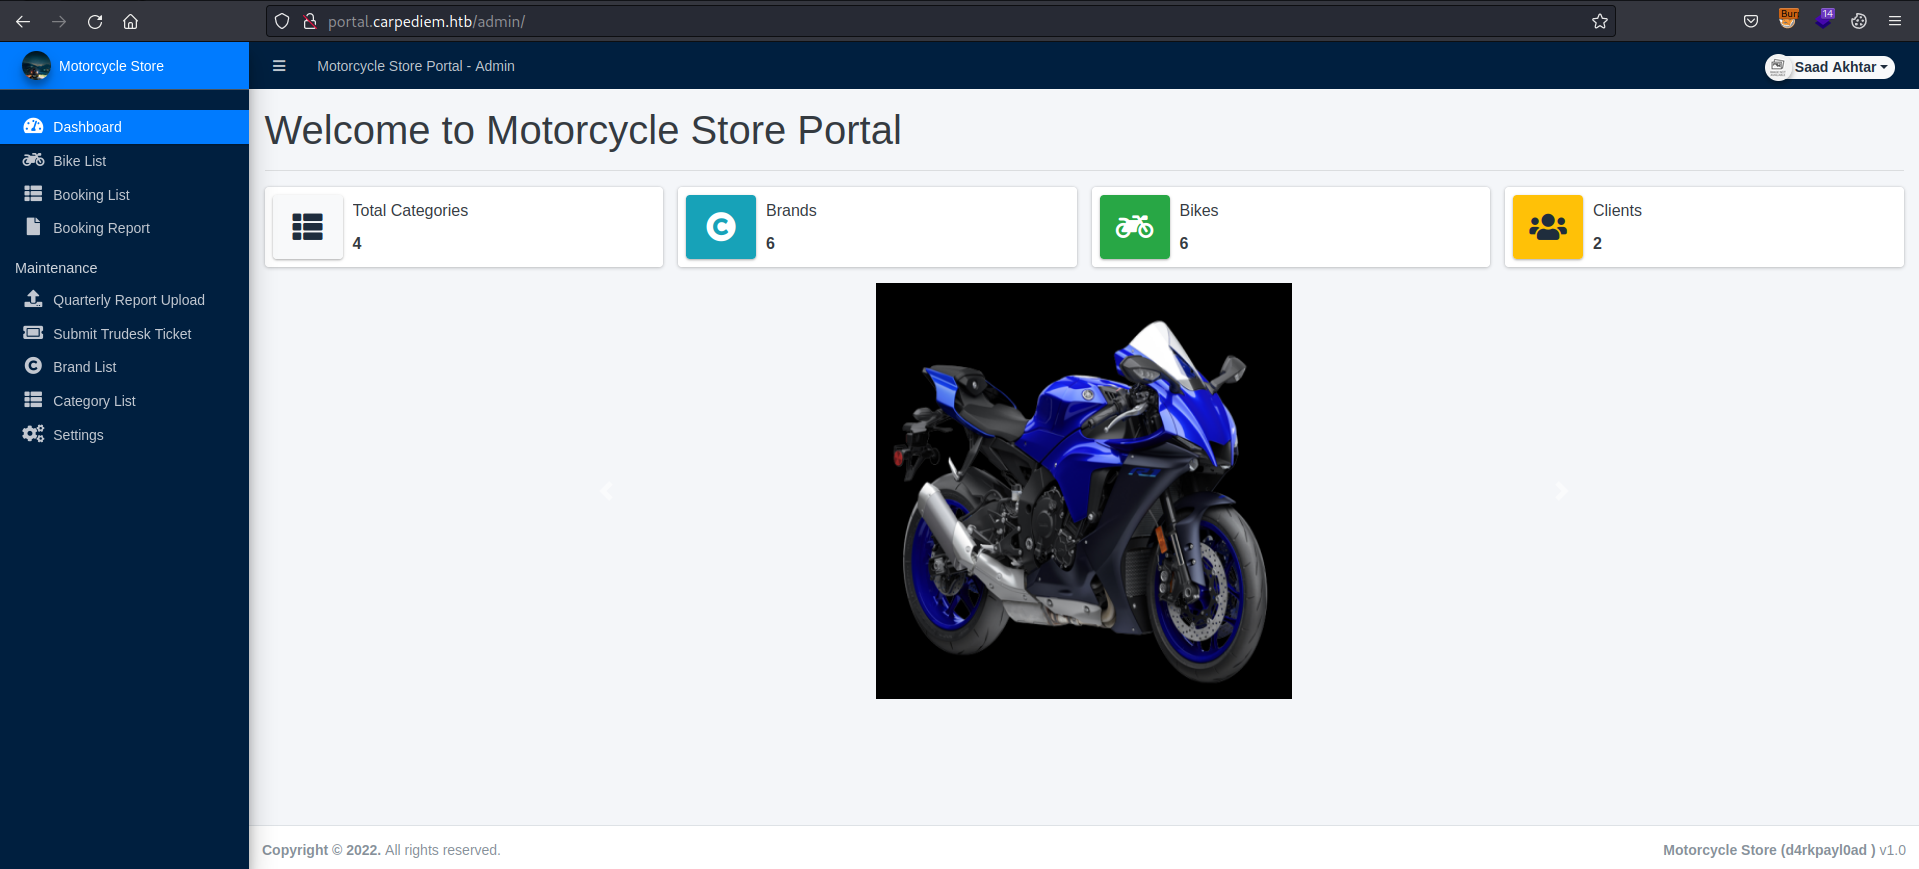 portal.carpediem.htb/admin/
14
Motorcycle Store
Motorcycle Store Portal - Admin
Saad Akhtar
Dashboard
Bike List
Booking List
Booking Report
Maintenance
Quarterly Report Upload
Submit Trudesk Ticket
Brand List
Category List
Settings
Welcome to Motorcycle Store Portal
Total Categories
4
Brands
6
Bikes
6
Clients
2
Copyright © 2022. All rights reserved.
Motorcycle Store (d4rkpayl0ad ) v1.0